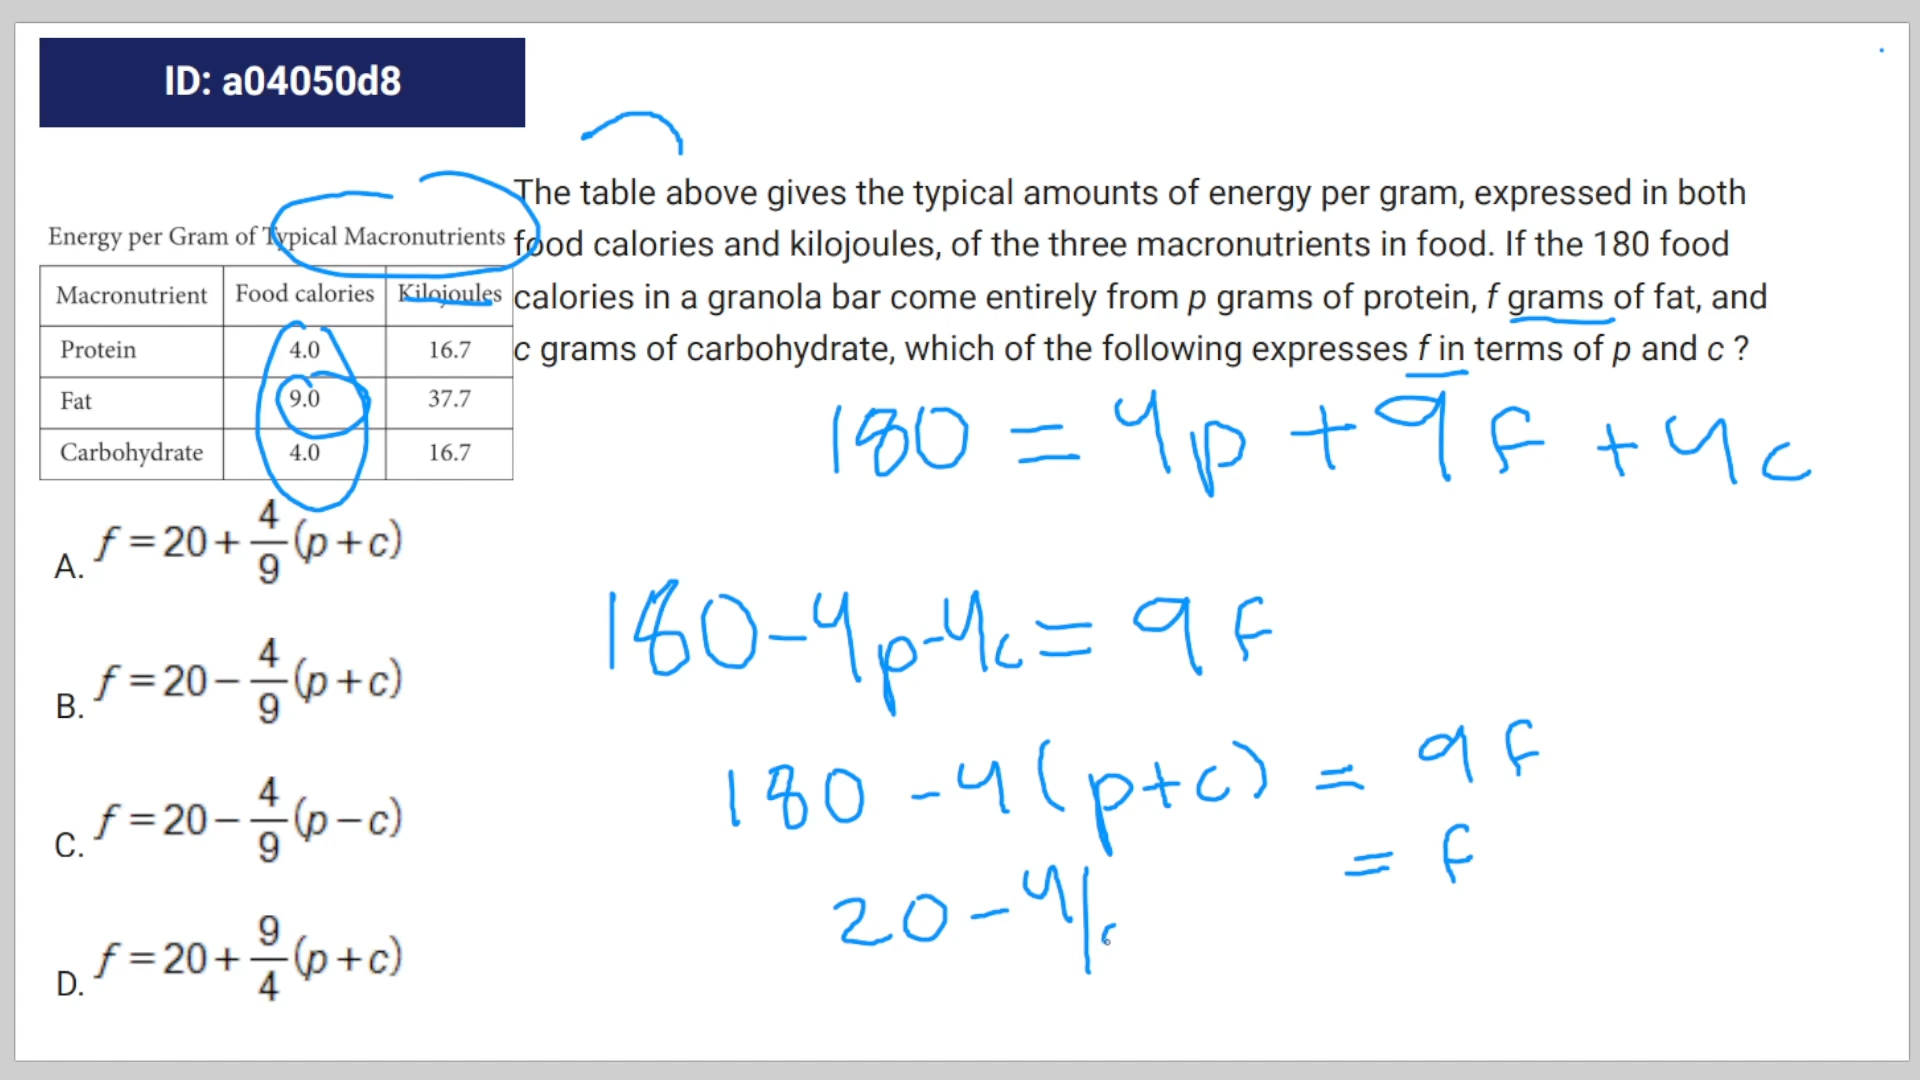 ID: a04050d8
The table above gives the typical amounts of energy per gram, expressed in both
food calories and kilojoules, of the three macronutrients in food. If the 180 food
calories in a granola bar come entirely from p grams of protein, f grams of fat, and
c grams of carbohydrate, which of the following expresses f in terms of p and c ?
Energy per Gram of Typical Macronutrients
Macronutrient Food calories Kilojoules
Protein 4.0 16.7
Fat 9.0 37.7
Carbohydrate 4.0 16.7
A. f = 20 + 4/9 (p + c)
B. f = 20 − 4/9 (p + c)
C. f = 20 − 4/9 (p − c)
D. f = 20 + 9/4 (p + c)
180 = 4p + 9f + 4c
180 - 4p - 4c = 9f
180 - 4(p+c) = 9f
20 - 4/ = f